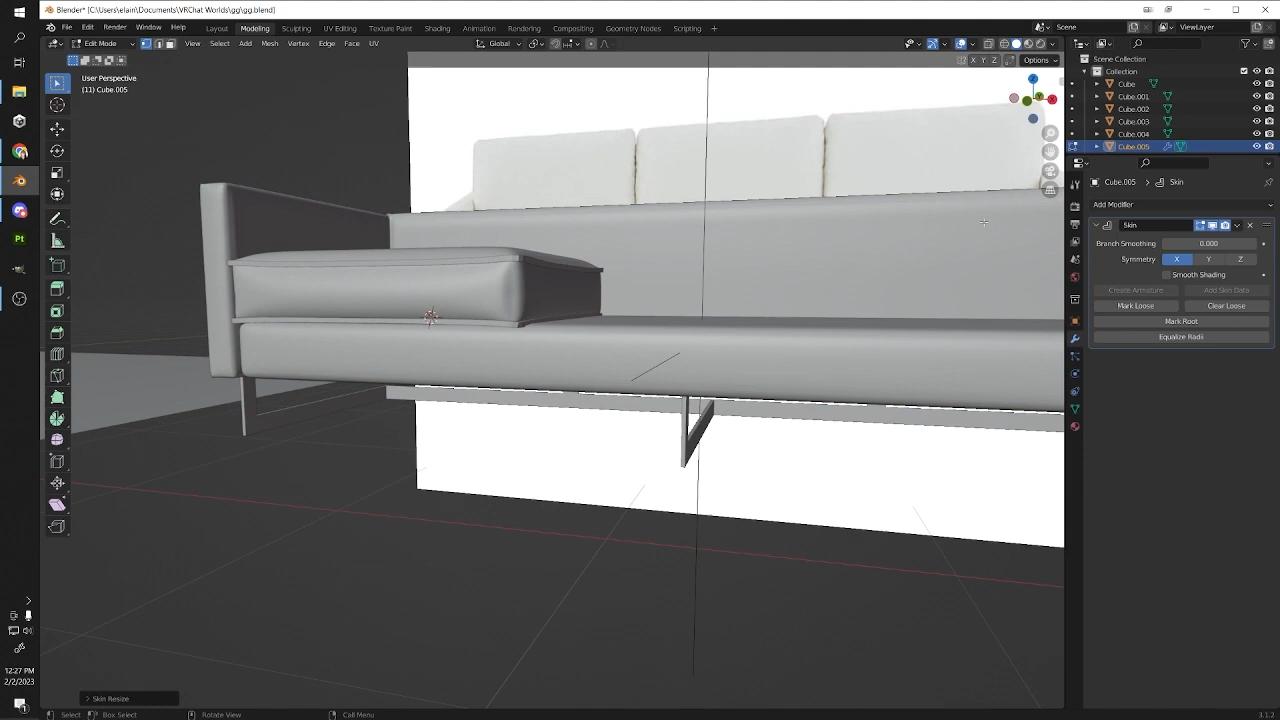 Blender* [C:\Users\elain\Documents\VRChat Worlds\gg\gg.blend]
File Edit Render Window Help Layout Modeling Sculpting UV Editing Texture Paint Shading Animation Rendering Compositing Geometry Nodes Scripting + Scene ViewLayer
Edit Mode View Select Add Mesh Vertex Edge Face UV Global
X Y Z Options
User Perspective
(11) Cube.005
Scene Collection
Collection
Cube
Cube.001
Cube.002
Cube.003
Cube.004
Cube.005
Cube.005 > Skin
Add Modifier
Skin
Branch Smoothing 0.000
Symmetry X Y Z
Smooth Shading
Create Armature Add Skin Data
Mark Loose Clear Loose
Mark Root
Equalize Radii
Z
X
Y
Pt
12:27 PM
2/2/2023
> Skin Resize
Select Box Select Rotate View Call Menu 3.1.2